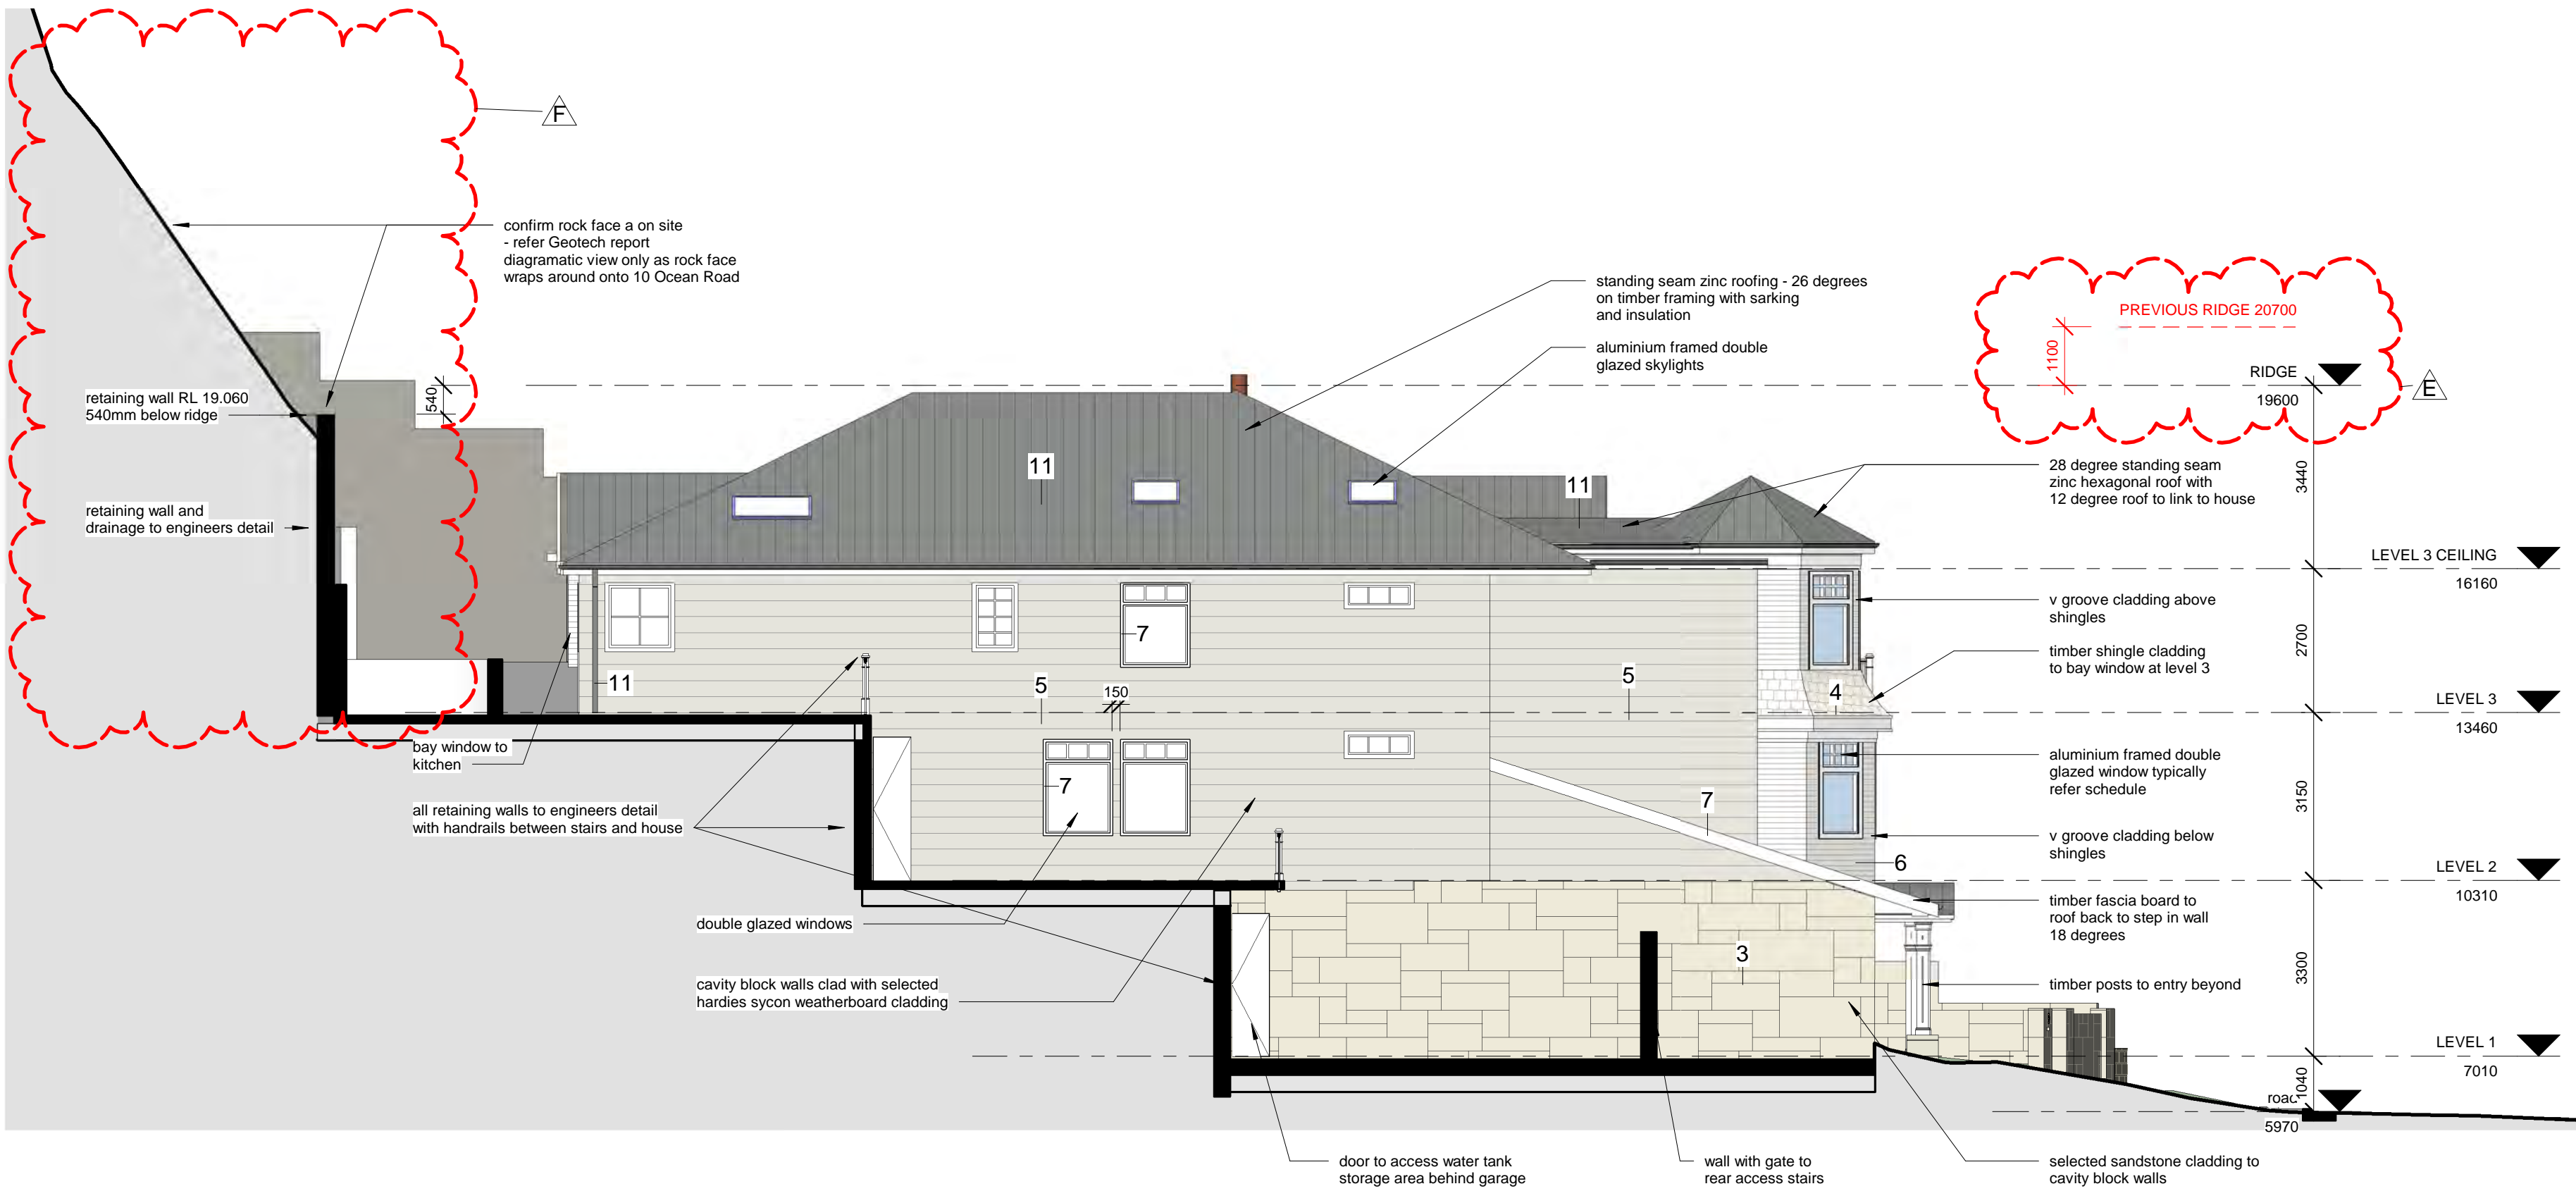 F
confirm rock face a on site
- refer Geotech report
diagramatic view only as rock face
wraps around onto 10 Ocean Road
standing seam zinc roofing - 26 degrees
on timber framing with sarking
and insulation
aluminium framed double
glazed skylights
PREVIOUS RIDGE 20700
1100
RIDGE
19600
E
retaining wall RL 19.060
540mm below ridge
540
retaining wall and
drainage to engineers detail
11
11
28 degree standing seam
zinc hexagonal roof with
12 degree roof to link to house
3440
LEVEL 3 CEILING
16160
v groove cladding above
shingles
2700
timber shingle cladding
to bay window at level 3
7
11
5
150
5
4
LEVEL 3
13460
bay window to
kitchen
aluminium framed double
glazed window typically
refer schedule
7
7
3150
all retaining walls to engineers detail
with handrails between stairs and house
v groove cladding below
shingles
6
LEVEL 2
10310
double glazed windows
timber fascia board to
roof back to step in wall
18 degrees
3
3300
cavity block walls clad with selected
hardies sycon weatherboard cladding
timber posts to entry beyond
LEVEL 1
7010
1040
road
5970
door to access water tank
storage area behind garage
wall with gate to
rear access stairs
selected sandstone cladding to
cavity block walls